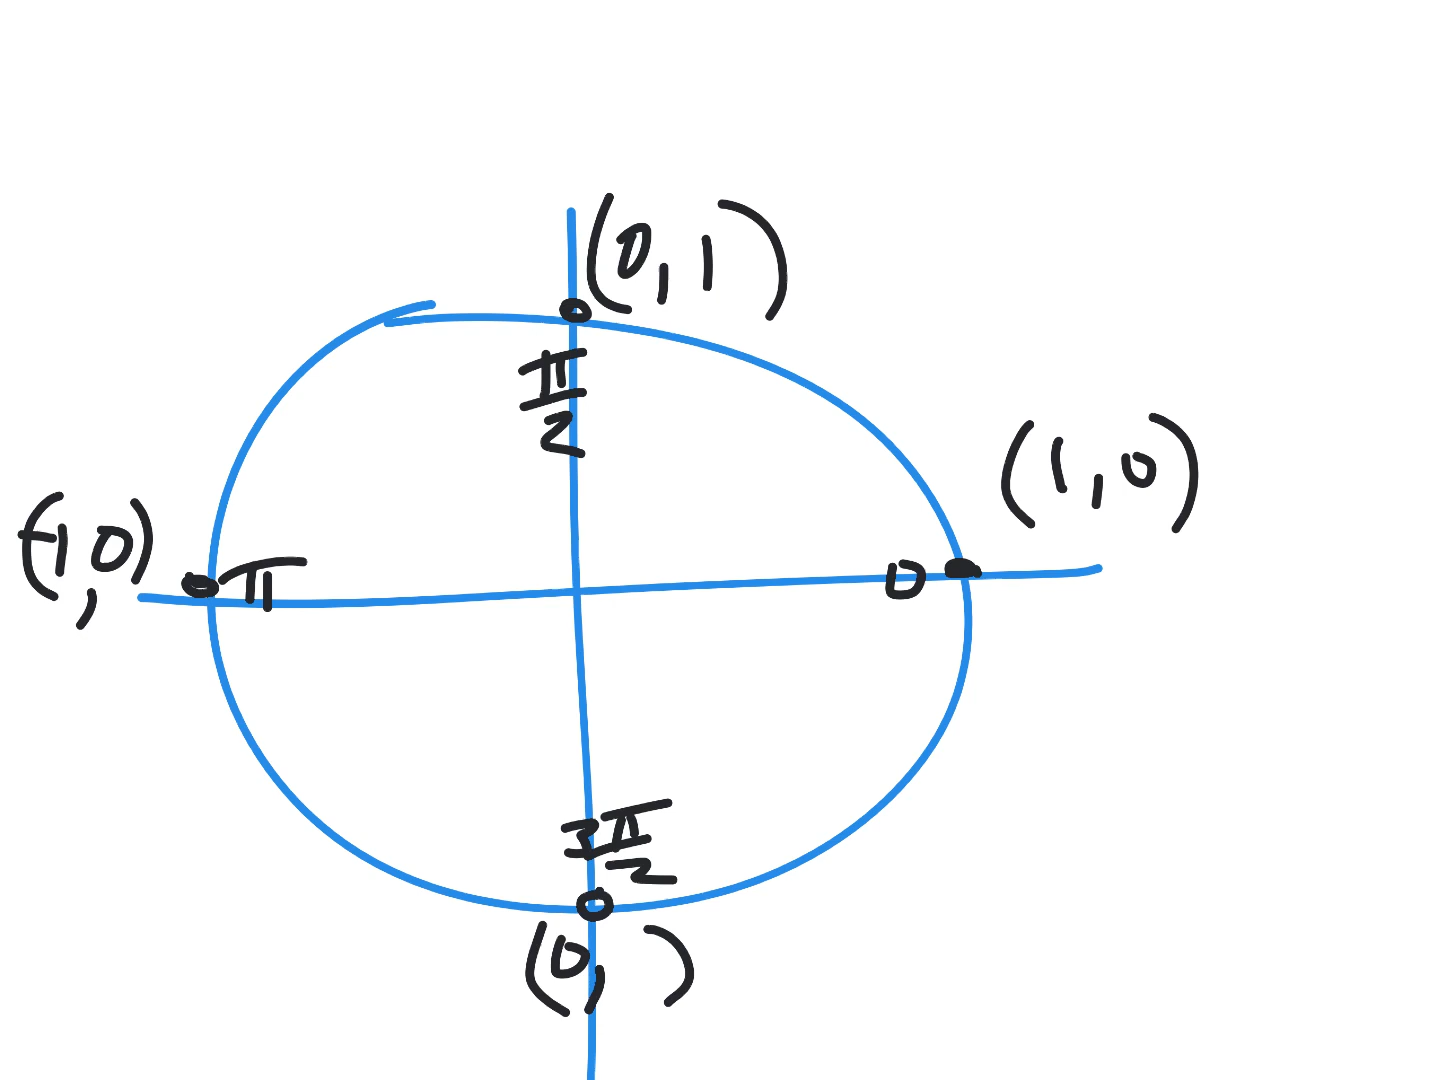 (0, 1)
π/2
(1, 0)
(-1, 0)
π
0
3π/2
(0, )